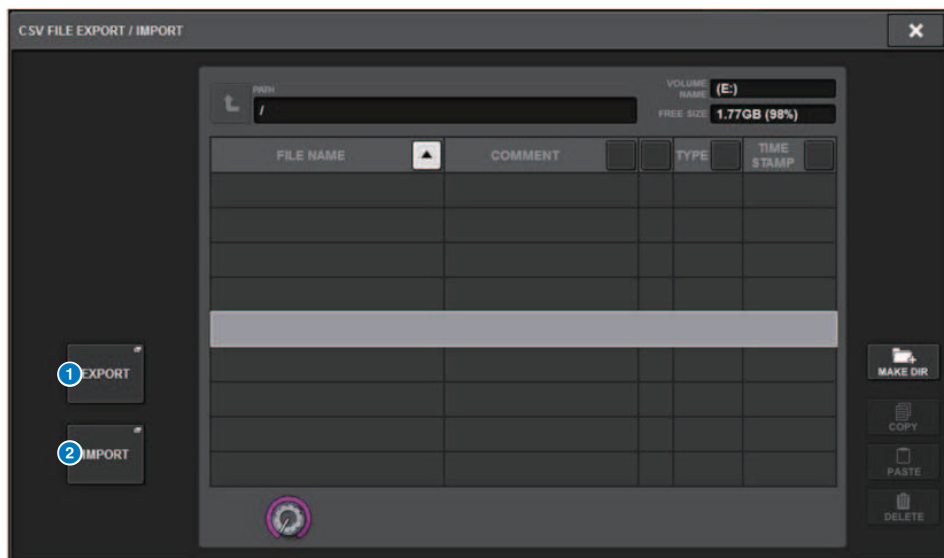 CSV FILE EXPORT / IMPORT
PATH
/
VOLUME NAME
(E:)
FREE SIZE
1.77GB (98%)
FILE NAME
COMMENT
TYPE
TIME STAMP
1
EXPORT
2
IMPORT
MAKE DIR
COPY
PASTE
DELETE